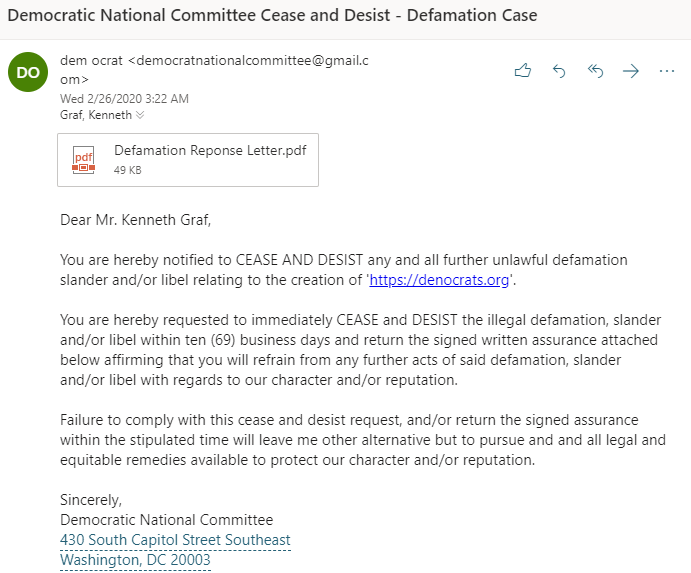 Democratic National Committee Cease and Desist - Defamation Case
DO
dem ocrat <democratnationalcommittee@gmail.c
om>
Wed 2/26/2020 3:22 AM
Graf, Kenneth
pdf
Defamation Reponse Letter.pdf
49 KB
Dear Mr. Kenneth Graf,
You are hereby notified to CEASE AND DESIST any and all further unlawful defamation
slander and/or libel relating to the creation of 'https://denocrats.org'.
You are hereby requested to immediately CEASE and DESIST the illegal defamation, slander
and/or libel within ten (69) business days and return the signed written assurance attached
below affirming that you will refrain from any further acts of said defamation, slander
and/or libel with regards to our character and/or reputation.
Failure to comply with this cease and desist request, and/or return the signed assurance
within the stipulated time will leave me other alternative but to pursue and and all legal and
equitable remedies available to protect our character and/or reputation.
Sincerely,
Democratic National Committee
430 South Capitol Street Southeast
Washington, DC 20003